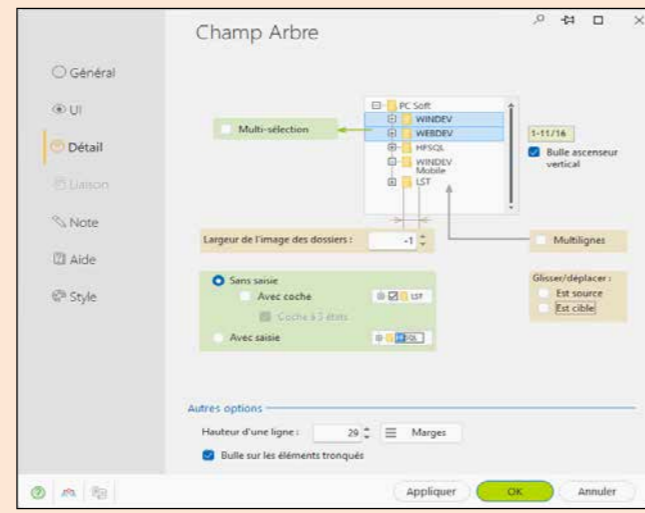 Champ Arbre
Général
UI
Détail
Liaison
Note
Aide
Style
Multi-sélection
PC Soft
WINDEV
WEBDEV
HFSQL
WINDEV
Mobile
LST
1-11/16
Bulle ascenseur
vertical
Largeur de l'image des dossiers :
-1
Multilignes
Sans saisie
Avec coche
LST
Coche à 3 états
Avec saisie
Glisser/déplacer :
Est source
Est cible
Autres options
Hauteur d'une ligne :
29
Marges
Bulle sur les éléments tronqués
Appliquer
OK
Annuler